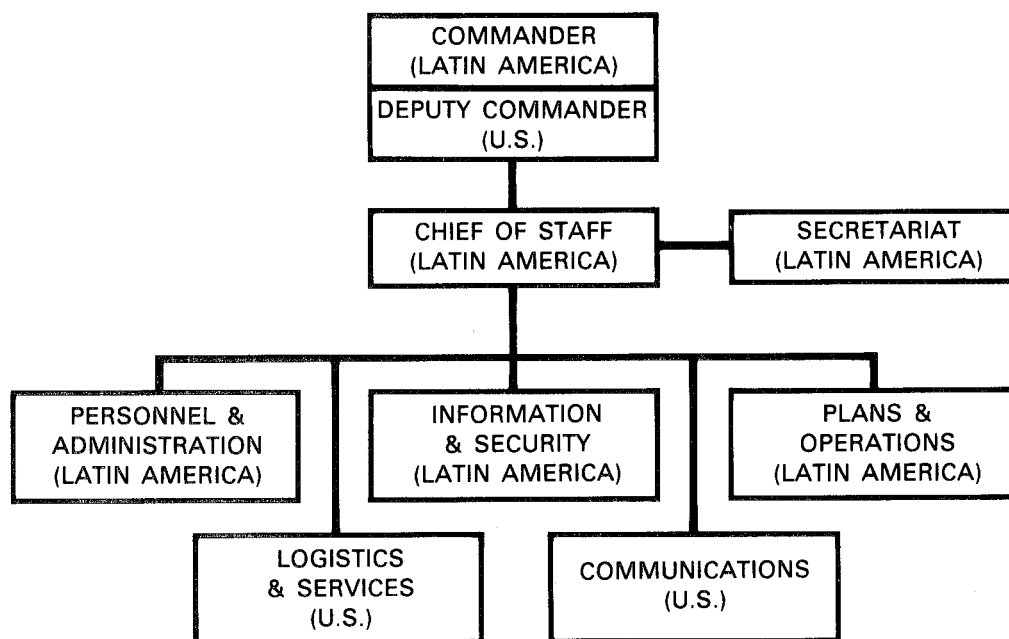 COMMANDER
(LATIN AMERICA)
DEPUTY COMMANDER
(U.S.)
CHIEF OF STAFF
(LATIN AMERICA)
SECRETARIAT
(LATIN AMERICA)
PERSONNEL &
ADMINISTRATION
(LATIN AMERICA)
INFORMATION
& SECURITY
(LATIN AMERICA)
PLANS &
OPERATIONS
(LATIN AMERICA)
LOGISTICS
& SERVICES
(U.S.)
COMMUNICATIONS
(U.S.)